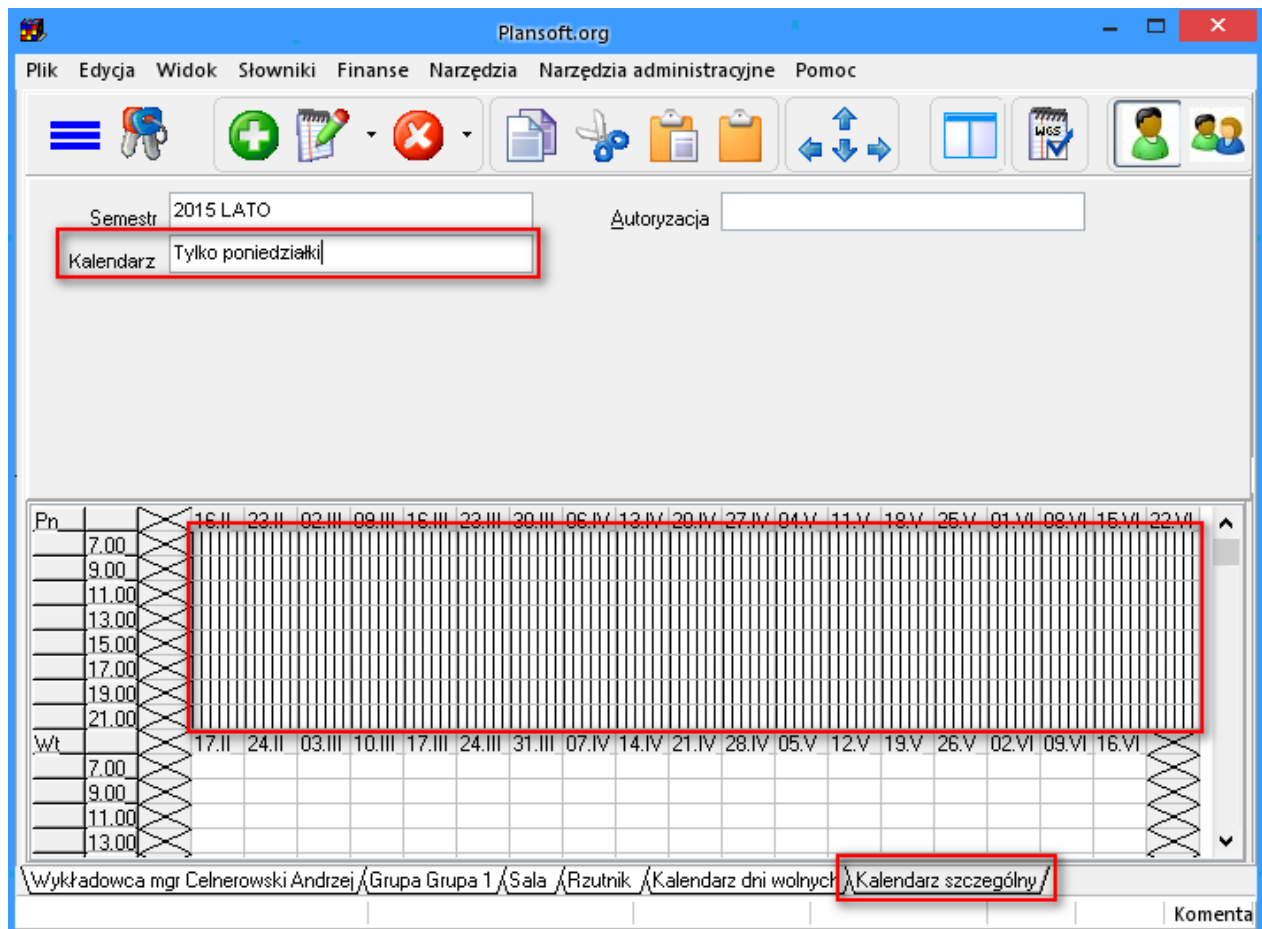 Plansoft.org
Plik Edycja Widok Słowniki Finanse Narzędzia Narzędzia administracyjne Pomoc
WGS
Semestr 2015 LATO Autoryzacja
Kalendarz Tylko poniedziałki
Pn 16.II 23.II 02.III 09.III 16.III 23.III 30.III 06.IV 13.IV 20.IV 27.IV 04.V 11.V 18.V 25.V 01.VI 08.VI 15.VI 22.VI
7.00
9.00
11.00
13.00
15.00
17.00
19.00
21.00
Wt 17.II 24.II 03.III 10.III 17.III 24.III 31.III 07.IV 14.IV 21.IV 28.IV 05.V 12.V 19.V 26.V 02.VI 09.VI 16.VI
7.00
9.00
11.00
13.00
Wykładowca mgr Celnerowski Andrzej Grupa Grupa 1 Sala Rzutnik Kalendarz dni wolnych Kalendarz szczególny
Komenta